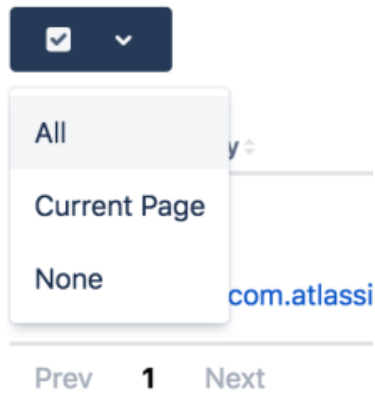 All
y
Current Page
None
com.atlassi
Prev 1 Next